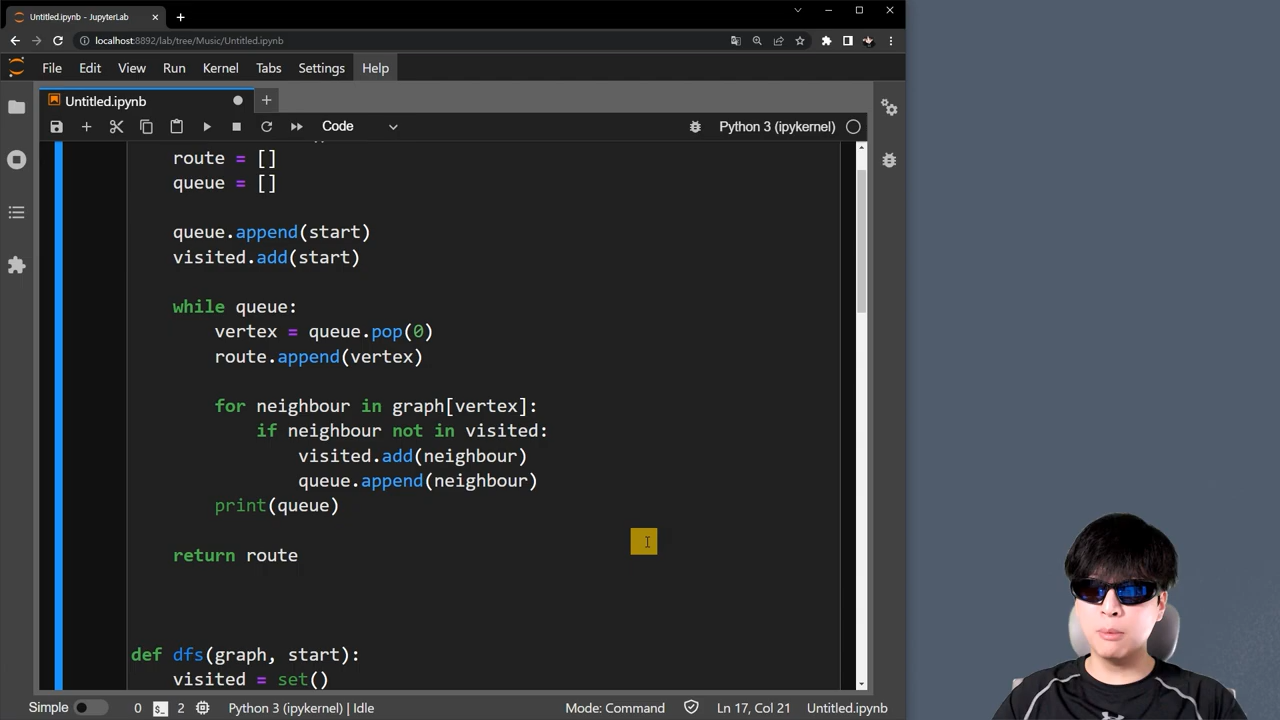 Untitled.ipynb - JupyterLab
localhost:8892/lab/tree/Music/Untitled.ipynb
File Edit View Run Kernel Tabs Settings Help
Untitled.ipynb
Code Python 3 (ipykernel)
route = []
queue = []
queue.append(start)
visited.add(start)
while queue:
vertex = queue.pop(0)
route.append(vertex)
for neighbour in graph[vertex]:
if neighbour not in visited:
visited.add(neighbour)
queue.append(neighbour)
print(queue)
return route
def dfs(graph, start):
visited = set()
Simple 0 $_ 2 Python 3 (ipykernel) | Idle Mode: Command Ln 17, Col 21 Untitled.ipynb